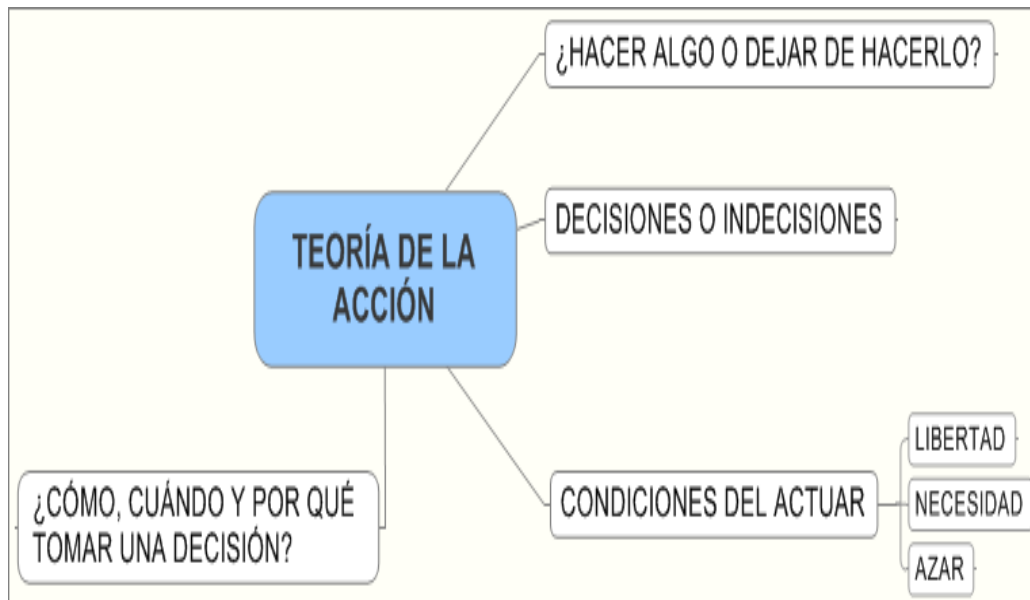 ¿HACER ALGO O DEJAR DE HACERLO?
DECISIONES O INDECISIONES
TEORÍA DE LA
ACCIÓN
CONDICIONES DEL ACTUAR
LIBERTAD
NECESIDAD
AZAR
¿CÓMO, CUÁNDO Y POR QUÉ
TOMAR UNA DECISIÓN?